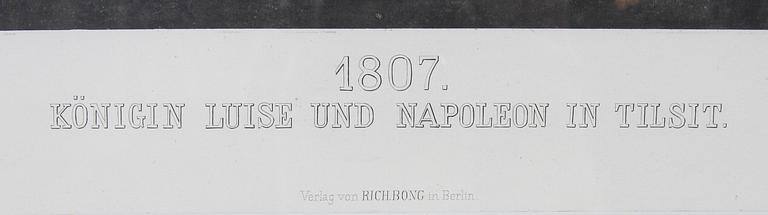 1807.
KÖNIGIN LUISE UND NAPOLEON IN TILSIT.
Verlag von RICH.BONG in Berlin.